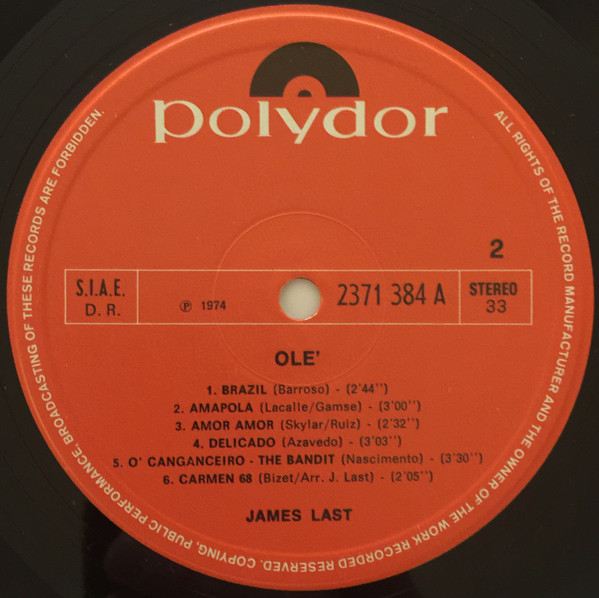 polydor
2
S.I.A.E.
D. R.
℗ 1974
2371 384 A
STEREO
33
OLE'
1. BRAZIL (Barroso) - (2'44'')
2. AMAPOLA (Lacalle/Gamse) - (3'00'')
3. AMOR AMOR (Skylar/Ruiz) - (2'32'')
4. DELICADO (Azavedo) - (3'03'')
5. O' CANGANCEIRO - THE BANDIT (Nascimento) - (3'30'')
6. CARMEN 68 (Bizet/Arr. J. Last) - (2'05'')
JAMES LAST
ALL RIGHTS OF THE RECORD MANUFACTURER AND THE OWNER OF THE WORK RECORDED RESERVED. COPYING, PUBLIC PERFORMANCE, BROADCASTING OF THESE RECORDS ARE FORBIDDEN.